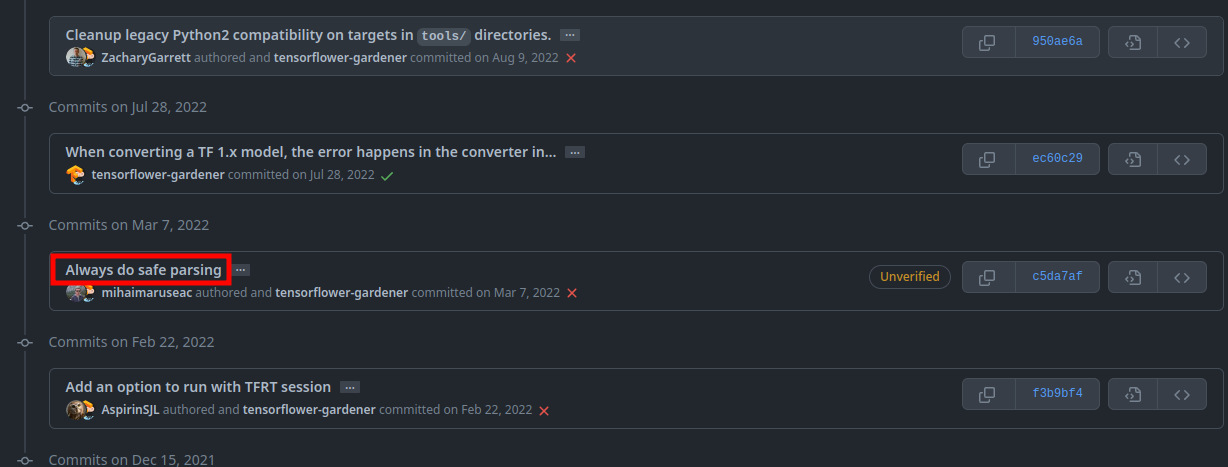 Cleanup legacy Python2 compatibility on targets in tools/ directories. ...
950ae6a
ZacharyGarrett authored and tensorflower-gardener committed on Aug 9, 2022
Commits on Jul 28, 2022
When converting a TF 1.x model, the error happens in the converter in… ...
ec60c29
tensorflower-gardener committed on Jul 28, 2022
Commits on Mar 7, 2022
Always do safe parsing ...
Unverified
c5da7af
mihaimaruseac authored and tensorflower-gardener committed on Mar 7, 2022
Commits on Feb 22, 2022
Add an option to run with TFRT session ...
f3b9bf4
AspirinSJL authored and tensorflower-gardener committed on Feb 22, 2022
Commits on Dec 15, 2021